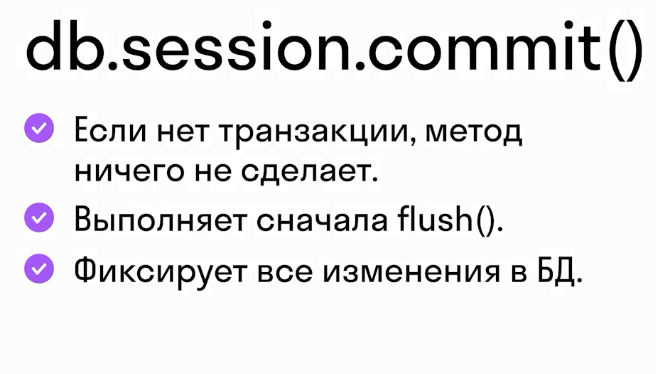 db.session.commit()
Если нет транзакции, метод
ничего не сделает.
Выполняет сначала flush().
Фиксирует все изменения в БД.